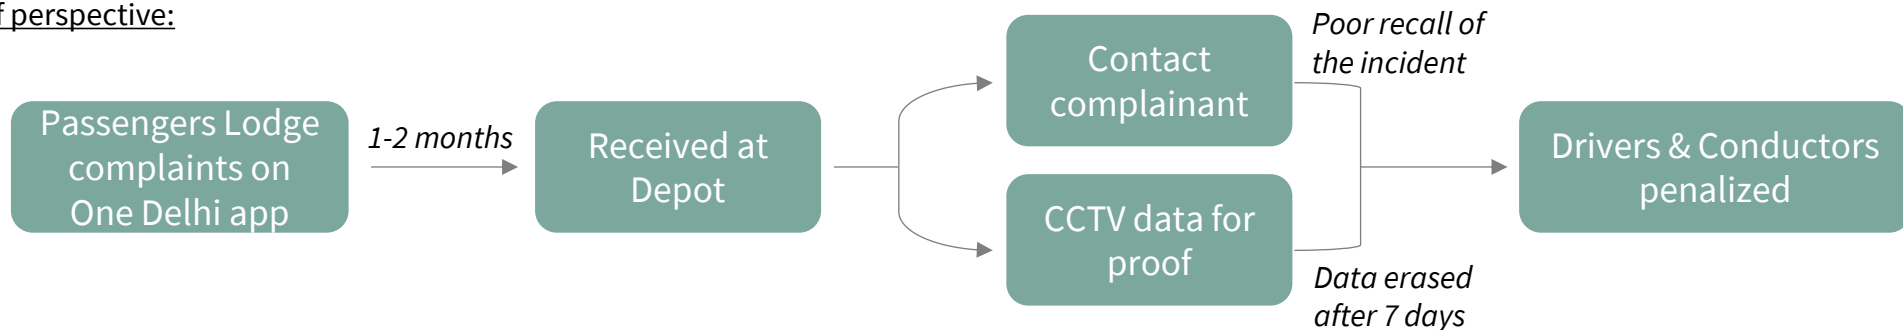 perspective:
Passengers Lodge
complaints on
One Delhi app
1-2 months
Received at
Depot
Contact
complainant
Poor recall of
the incident
CCTV data for
proof
Data erased
after 7 days
Drivers & Conductors
penalized